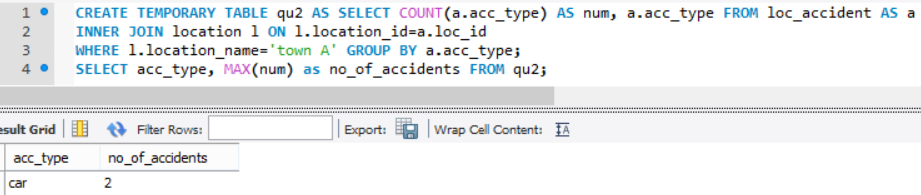 1 CREATE TEMPORARY TABLE qu2 AS SELECT COUNT(a.acc_type) AS num, a.acc_type FROM loc_accident AS a
2 INNER JOIN location l ON l.location_id=a.loc_id
3 WHERE l.location_name='town A' GROUP BY a.acc_type;
4 SELECT acc_type, MAX(num) as no_of_accidents FROM qu2;
esult Grid Filter Rows: Export: Wrap Cell Content: IA
acc_type no_of_accidents
car 2